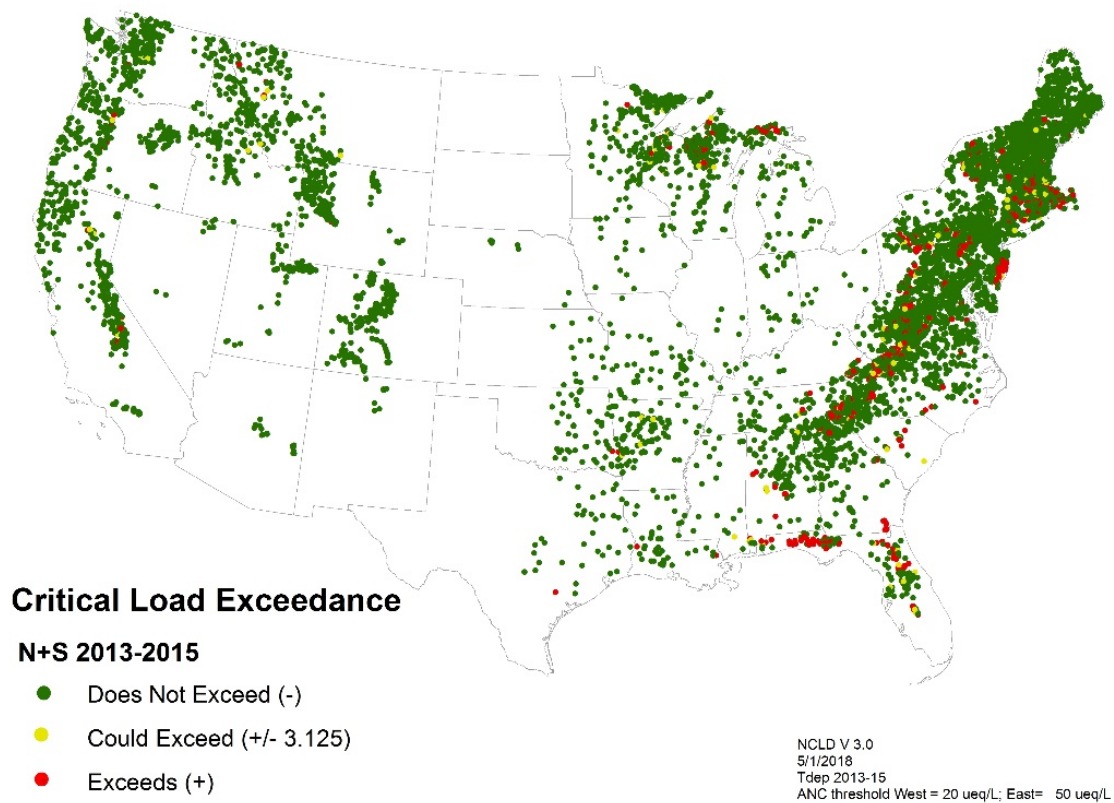 Critical Load Exceedance
N+S 2013-2015
Does Not Exceed (-)
Could Exceed (+/- 3.125)
Exceeds (+)
NCLD V 3.0
5/1/2018
Tdep 2013-15
ANC threshold West = 20 ueq/L; East= 50 ueq/L